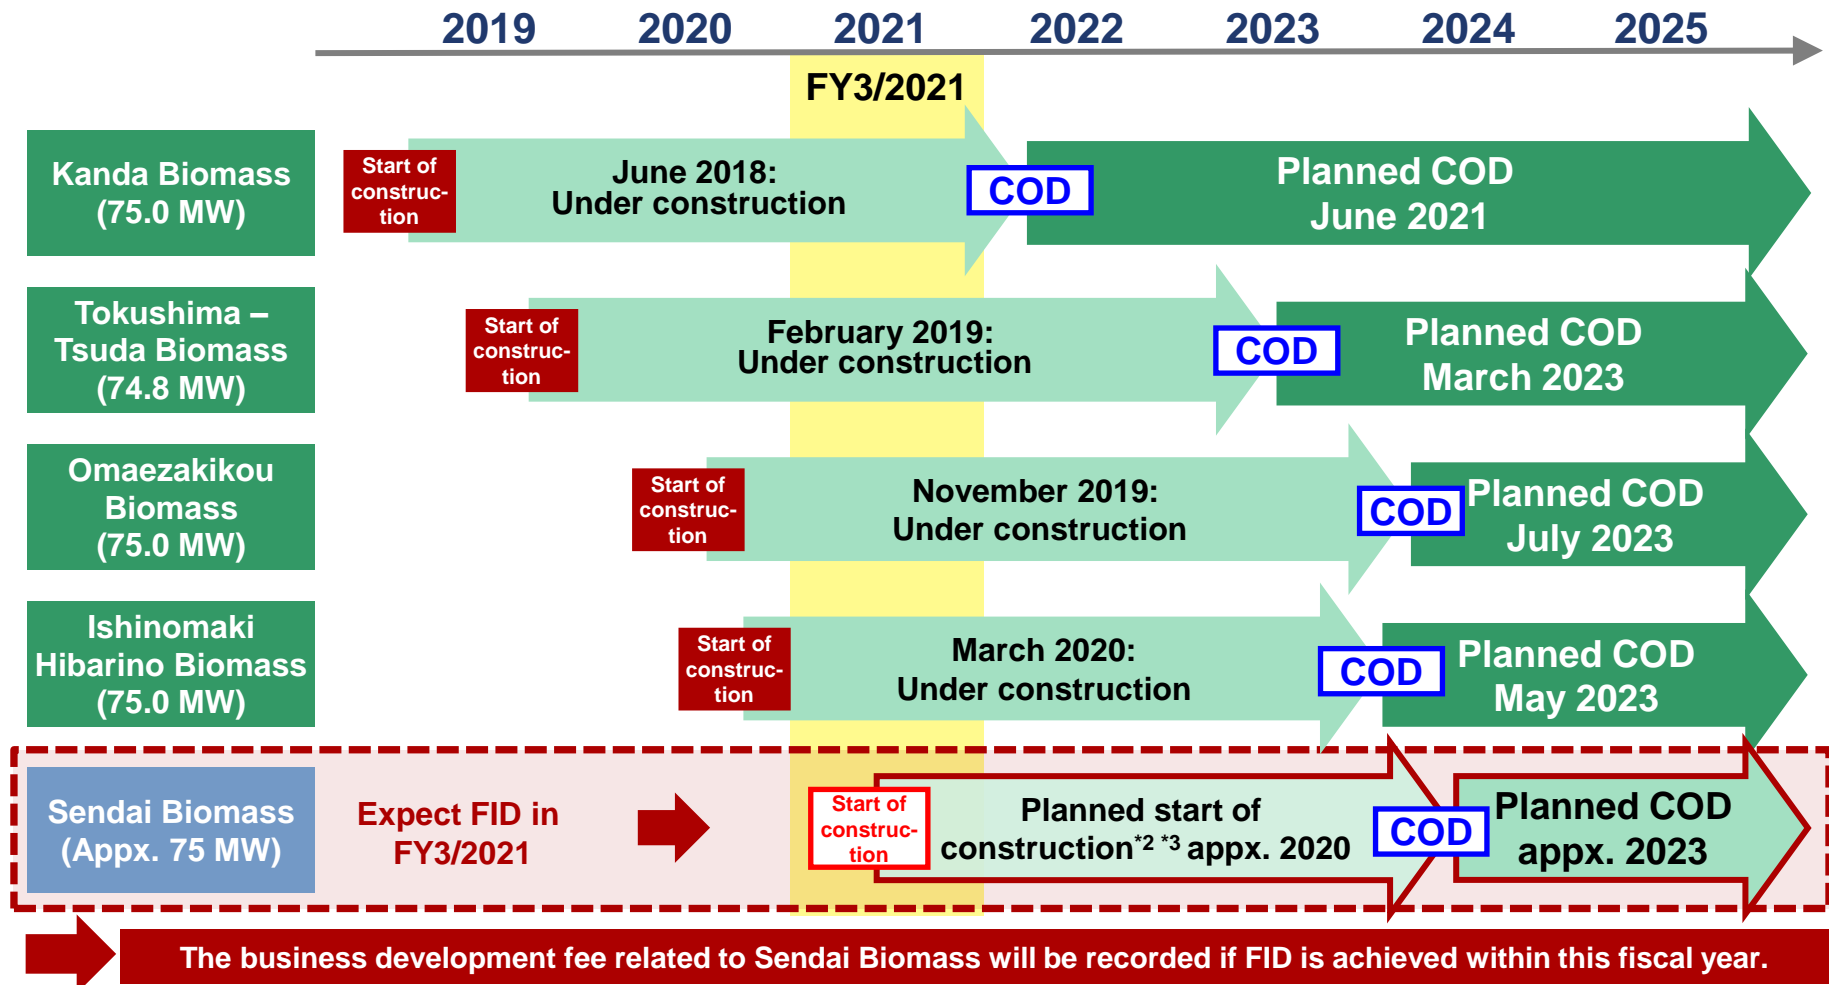 2019 2020 2021 2022 2023 2024 2025
FY3/2021
Kanda Biomass
(75.0 MW)
Start of
construc-
tion
June 2018:
Under construction
COD
Planned COD
June 2021
Tokushima –
Tsuda Biomass
(74.8 MW)
Start of
construc-
tion
February 2019:
Under construction
COD
Planned COD
March 2023
Omaezakikou
Biomass
(75.0 MW)
Start of
construc-
tion
November 2019:
Under construction
COD
Planned COD
July 2023
Ishinomaki
Hibarino Biomass
(75.0 MW)
Start of
construc-
tion
March 2020:
Under construction
COD
Planned COD
May 2023
Sendai Biomass
(Appx. 75 MW)
Expect FID in
FY3/2021
Start of
construc-
tion
Planned start of
construction*2 *3 appx. 2020
COD
Planned COD
appx. 2023
The business development fee related to Sendai Biomass will be recorded if FID is achieved within this fiscal year.